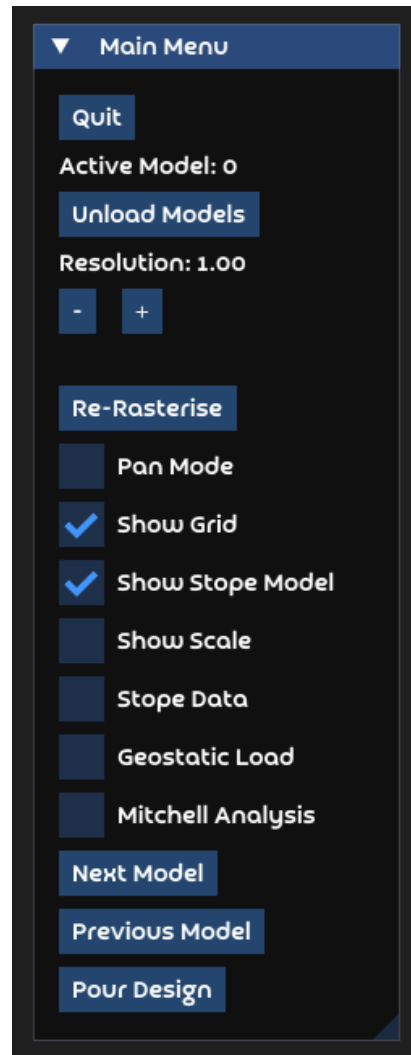 Main Menu
Quit
Active Model: 0
Unload Models
Resolution: 1.00
- +
Re-Rasterise
Pan Mode
Show Grid
Show Stope Model
Show Scale
Stope Data
Geostatic Load
Mitchell Analysis
Next Model
Previous Model
Pour Design